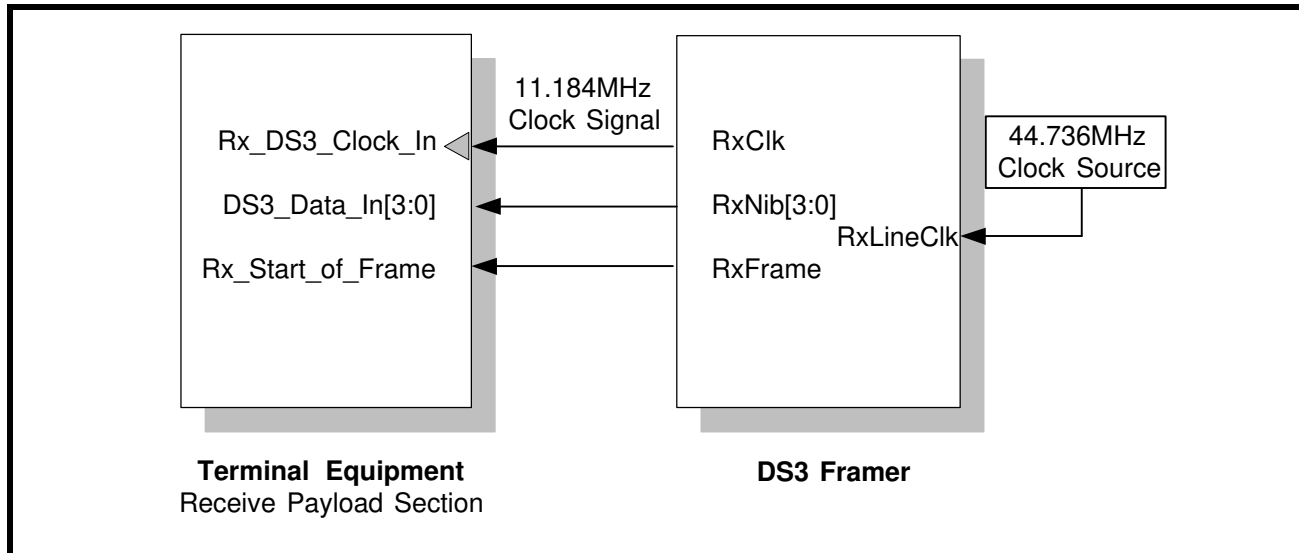 11.184MHz
Clock Signal
Rx_DS3_Clock_In
RxClk
44.736MHz
Clock Source
DS3_Data_In[3:0]
RxNib[3:0]
RxLineClk
Rx_Start_of_Frame
RxFrame
Terminal Equipment
Receive Payload Section
DS3 Framer